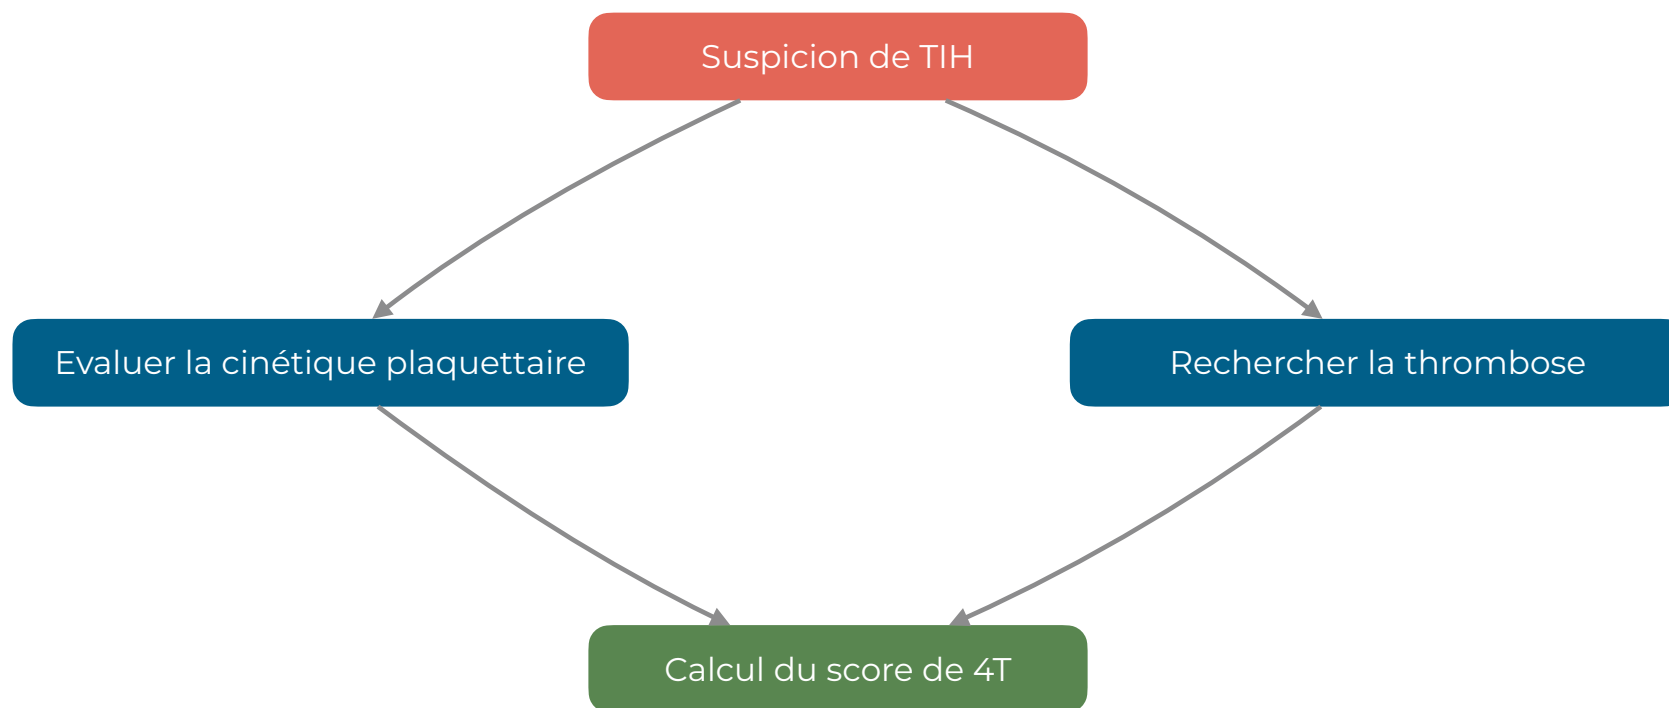 Suspicion de TIH
Evaluer la cinétique plaquettaire
Rechercher la thrombose
Calcul du score de 4T